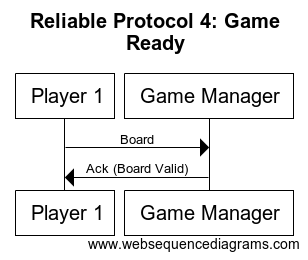 Reliable Protocol 4: Game
Ready
Player 1
Game Manager
Board
Ack (Board Valid)
Player 1
Game Manager
www.websequencediagrams.com